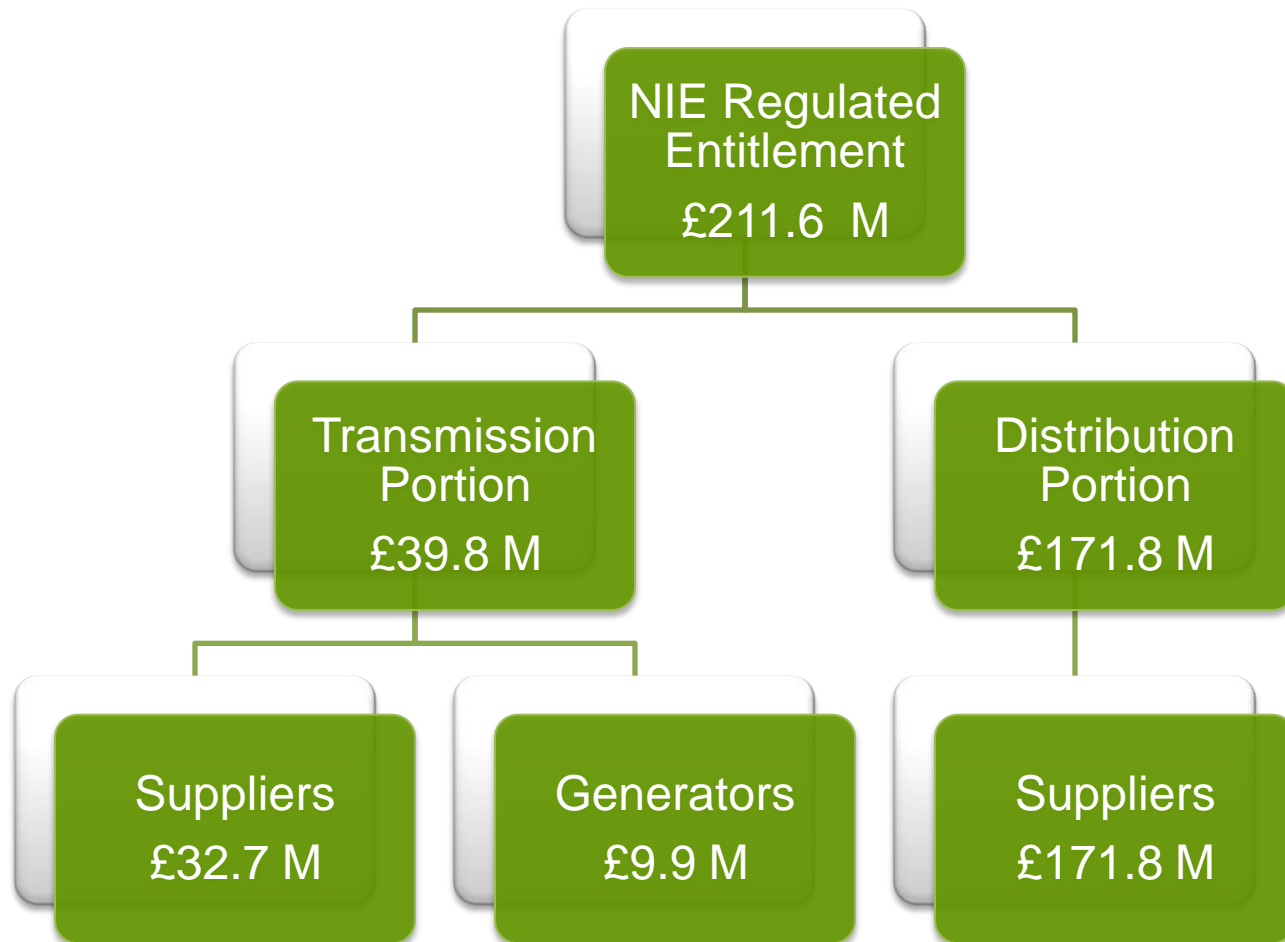 NIE Regulated
Entitlement
£211.6  M
Transmission
Portion
£39.8 M
Distribution
Portion
£171.8 M
Suppliers
£32.7 M
Generators
£9.9 M
Suppliers
£171.8 M